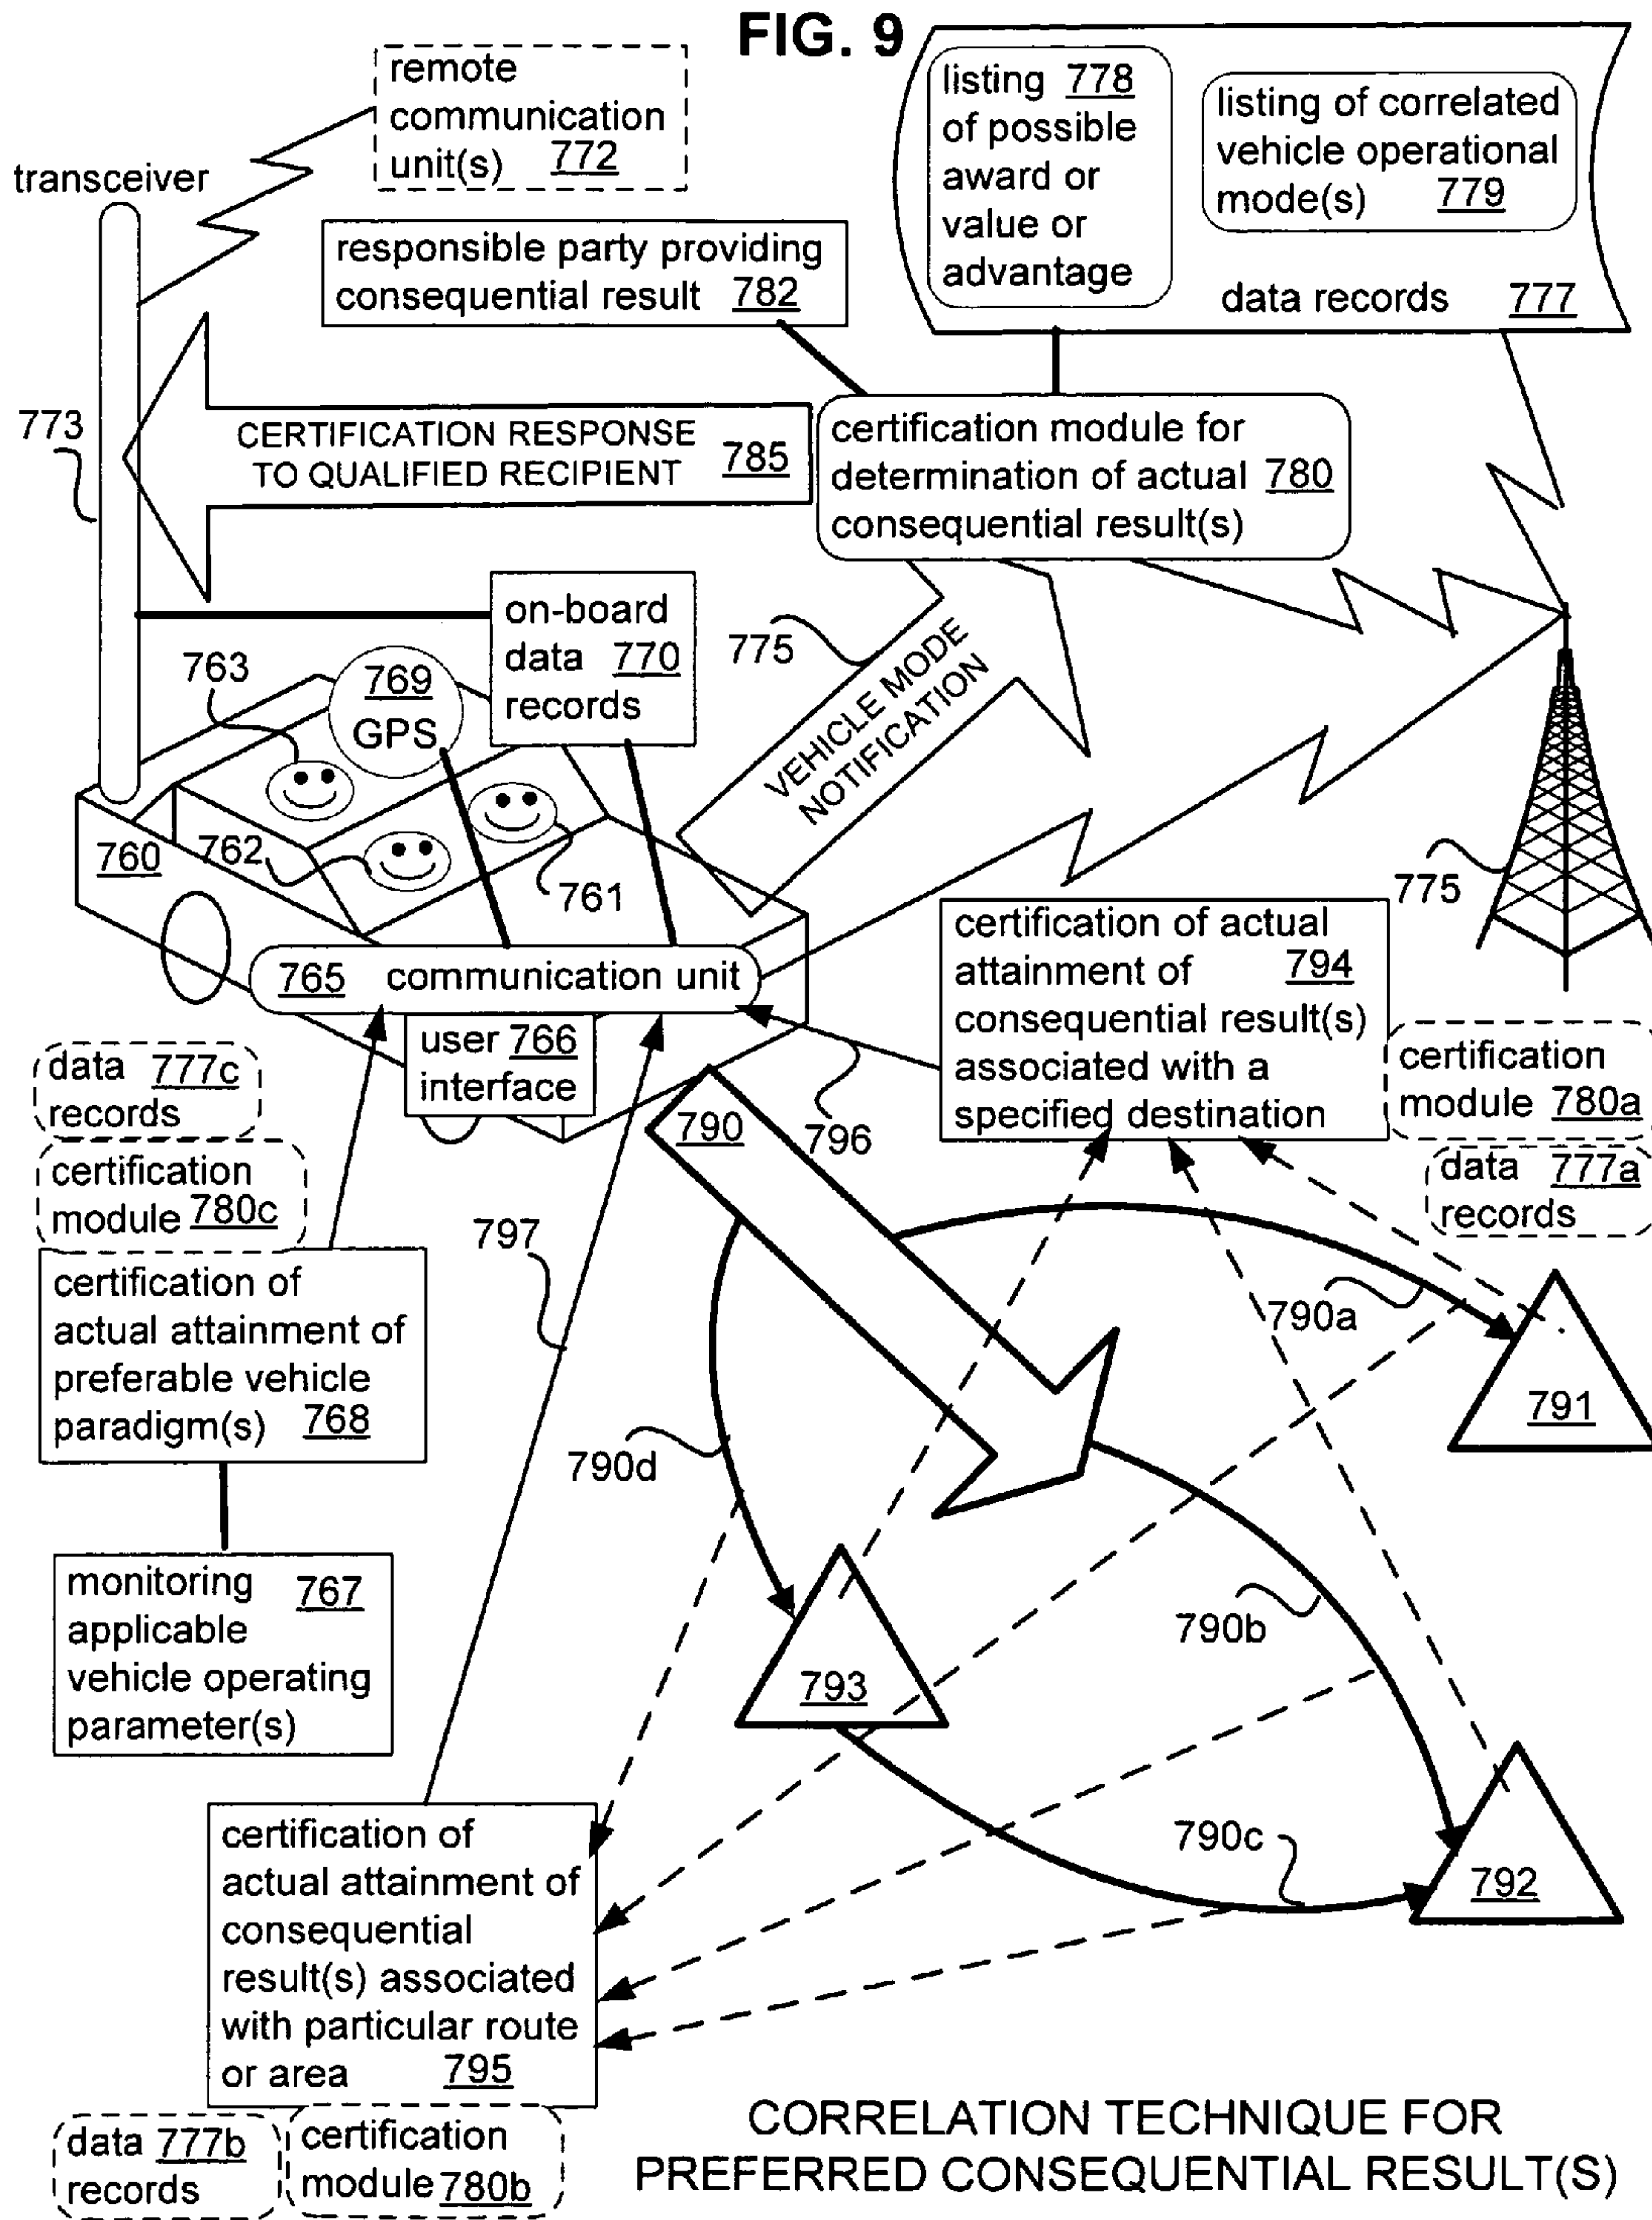 FIG. 9
remote
communication
unit(s) 772
transceiver
listing 778
of possible
award or
value or
advantage
listing of correlated
vehicle operational
mode(s) 779
data records 777
responsible party providing
consequential result 782
773
CERTIFICATION RESPONSE
TO QUALIFIED RECIPIENT 785
certification module for
determination of actual 780
consequential result(s)
on-board
data 770
records
775
VEHICLE MODE
NOTIFICATION
763
769
GPS
760
762
761
775
765 communication unit
user 766
interface
certification of actual
attainment of 794
consequential result(s)
associated with a
specified destination
certification
module 780a
data 777a
records
data 777c
records
certification
module 780c
790
796
797
certification of
actual attainment of
preferable vehicle
paradigm(s) 768
790a
791
790d
monitoring 767
applicable
vehicle operating
parameter(s)
793
790b
790c
792
certification of
actual attainment of
consequential
result(s) associated
with particular route
or area 795
data 777b
records
certification
module 780b
CORRELATION TECHNIQUE FOR
PREFERRED CONSEQUENTIAL RESULT(S)